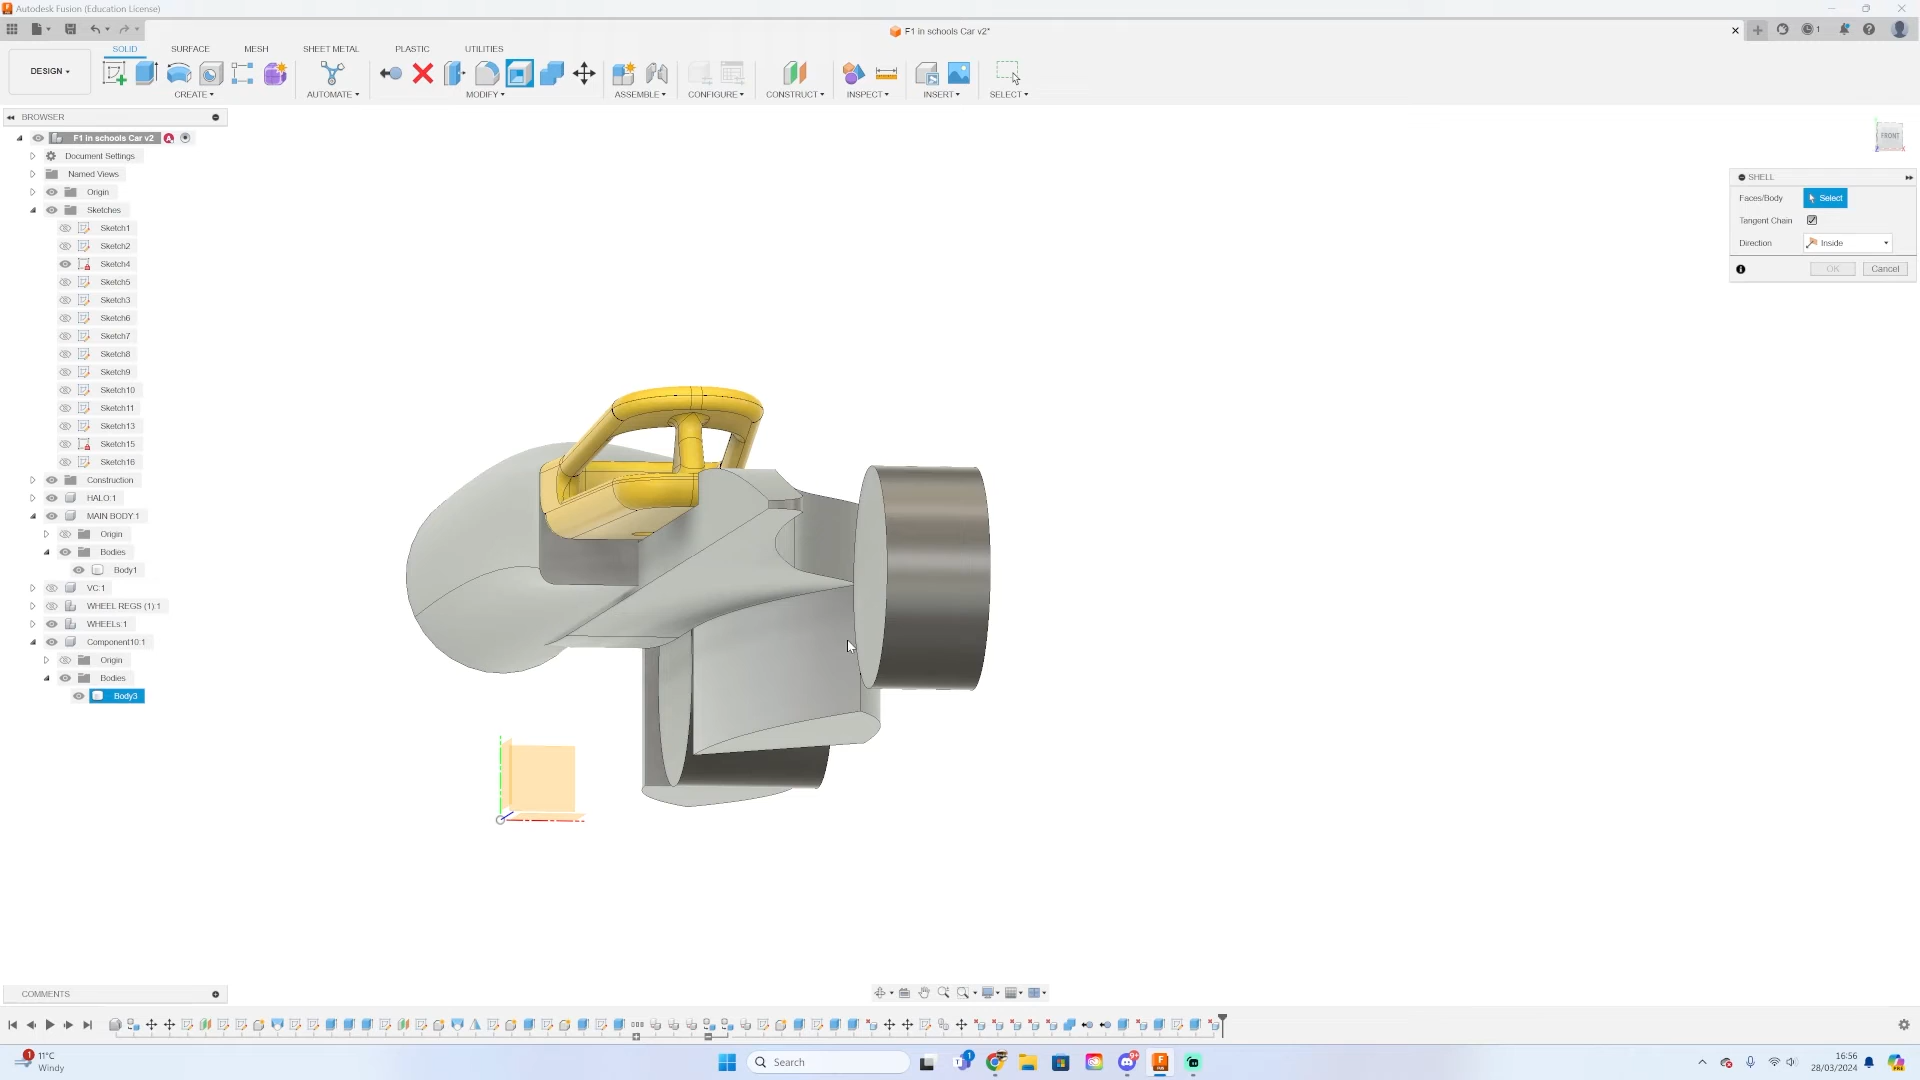 Autodesk Fusion (Education License)
F1 in schools Car v2*
1
SOLID
SURFACE
MESH
SHEET METAL
PLASTIC
UTILITIES
DESIGN
CREATE
AUTOMATE
MODIFY
ASSEMBLE
CONFIGURE
CONSTRUCT
INSPECT
INSERT
SELECT
BROWSER
F1 in schools Car v2
A
Document Settings
Named Views
Origin
Sketches
Sketch1
Sketch2
Sketch4
Sketch5
Sketch3
Sketch6
Sketch7
Sketch8
Sketch9
Sketch10
Sketch11
Sketch13
Sketch15
Sketch16
Construction
HALO:1
MAIN BODY:1
Origin
Bodies
Body1
VC:1
WHEEL REGS (1):1
WHEELs:1
Component10:1
Origin
Bodies
Body3
FRONT
Z
X
SHELL
Faces/Body
Select
Tangent Chain
Direction
Inside
OK
Cancel
COMMENTS
1
11°C
Windy
Search
1
9+
16:56
28/03/2024